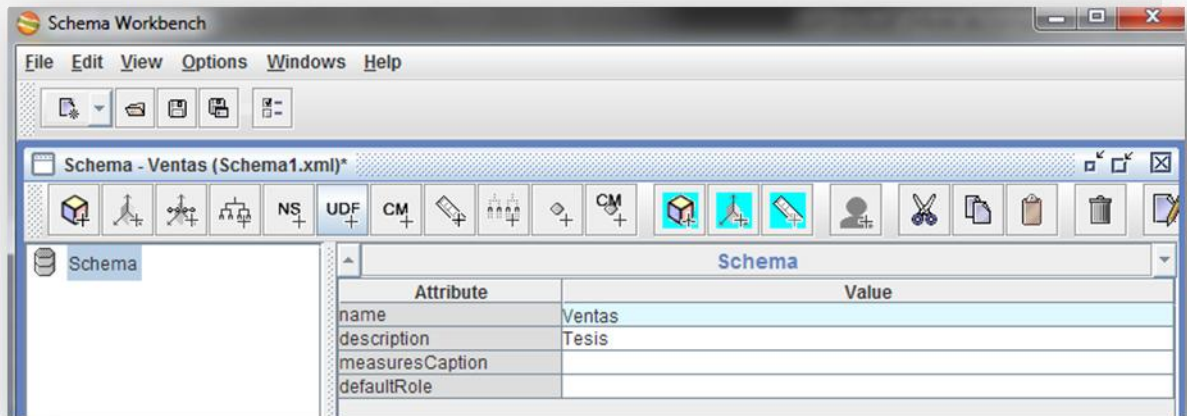 Schema Workbench
File Edit View Options Windows Help
Schema - Ventas (Schema1.xml)*
NS UDF CM CM
Schema
Schema
Attribute Value
name Ventas
description Tesis
measuresCaption
defaultRole